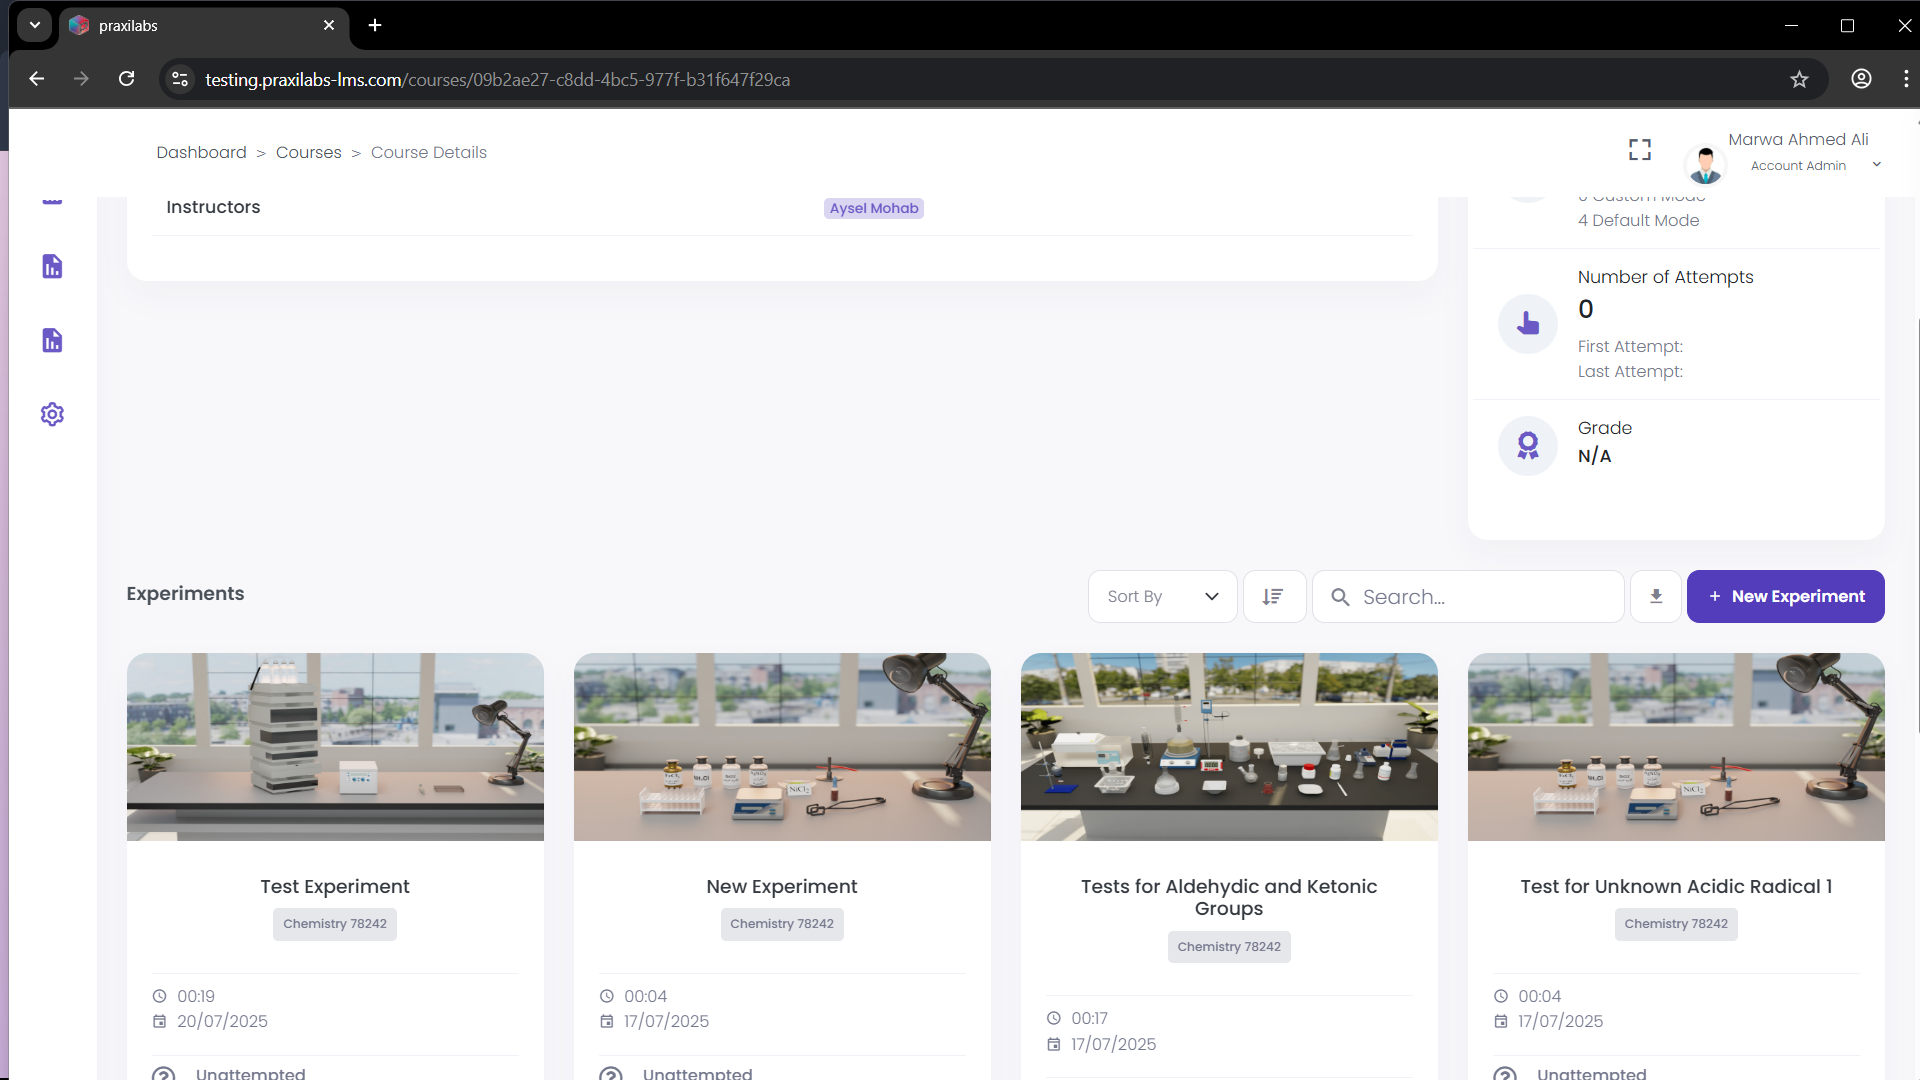 praxilabs
testing.praxilabs-lms.com/courses/09b2ae27-c8dd-4bc5-977f-b31f647f29ca
Dashboard > Courses > Course Details
Marwa Ahmed Ali
Account Admin
Instructors
Aysel Mohab
0 Custom Mode
4 Default Mode
Number of Attempts
0
First Attempt:
Last Attempt:
Grade
N/A
Experiments
Sort By
Search...
+ New Experiment
Test Experiment
Chemistry 78242
00:19
20/07/2025
Unattempted
New Experiment
Chemistry 78242
00:04
17/07/2025
Unattempted
Tests for Aldehydic and Ketonic
Groups
Chemistry 78242
00:17
17/07/2025
Test for Unknown Acidic Radical 1
Chemistry 78242
00:04
17/07/2025
Unattempted